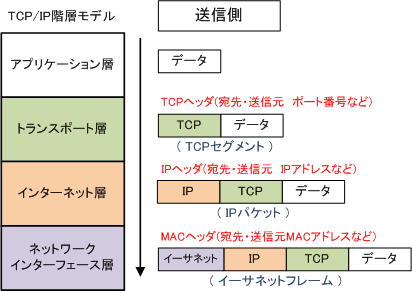 TCP/IP階層モデル
送信側
アプリケーション層
データ
TCPヘッダ(宛先・送信元 ポート番号など)
トランスポート層
TCP データ
( TCPセグメント )
IPヘッダ(宛先・送信元 IPアドレスなど)
インターネット層
IP TCP データ
( IPパケット )
MACヘッダ(宛先・送信元MACアドレスなど)
ネットワーク
インターフェース層
イーサネット IP TCP データ
( イーサネットフレーム )